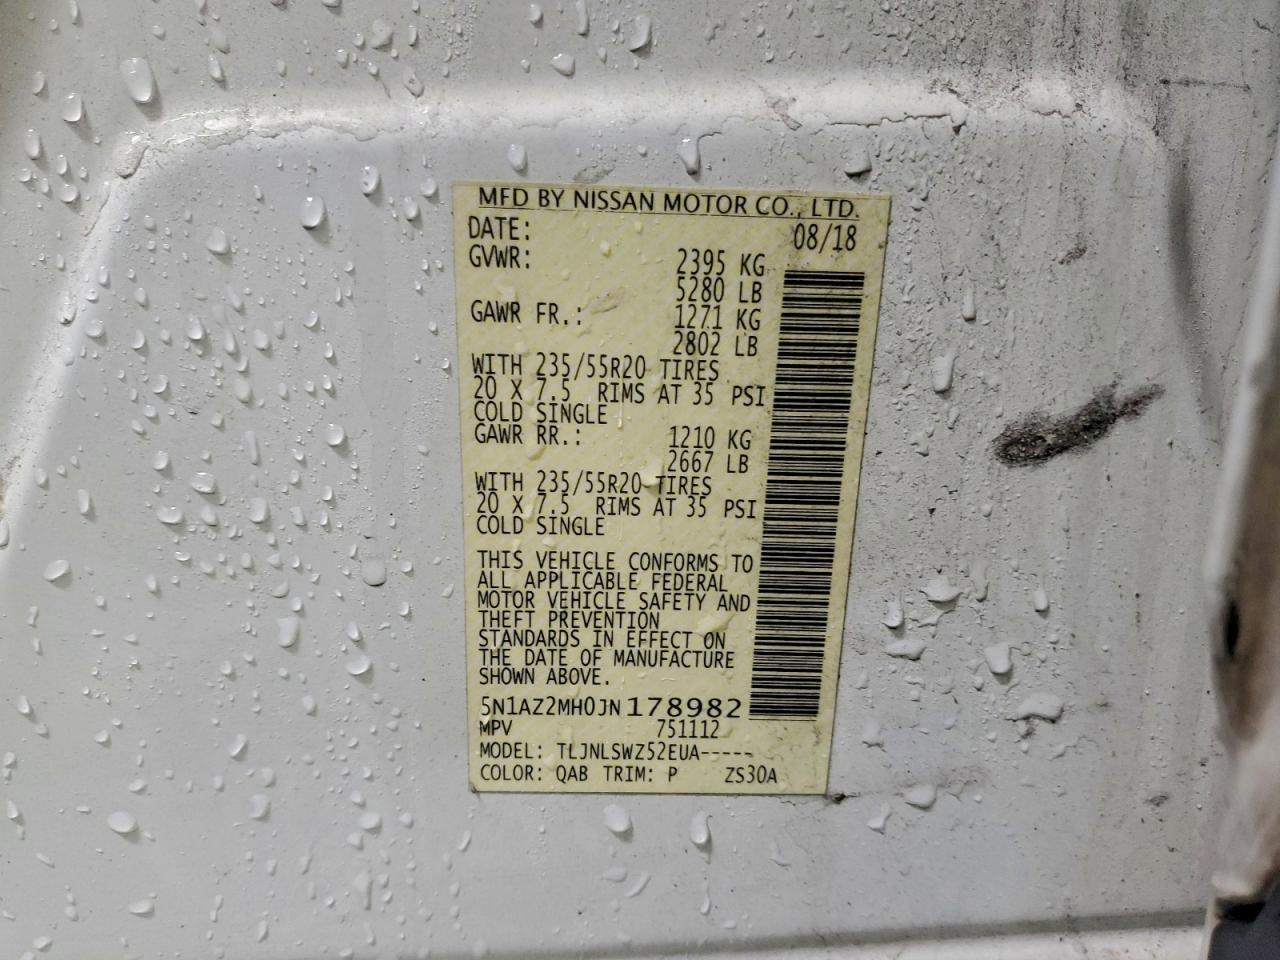 MFD BY NISSAN MOTOR CO., LTD.
DATE: 08/18
GVWR: 2395 KG
5280 LB
GAWR FR.: 1271 KG
2802 LB
WITH 235/55R20 TIRES
20 X 7.5 RIMS AT 35 PSI
COLD SINGLE
GAWR RR.: 1210 KG
2667 LB
WITH 235/55R20 TIRES
20 X 7.5 RIMS AT 35 PSI
COLD SINGLE
THIS VEHICLE CONFORMS TO
ALL APPLICABLE FEDERAL
MOTOR VEHICLE SAFETY AND
THEFT PREVENTION
STANDARDS IN EFFECT ON
THE DATE OF MANUFACTURE
SHOWN ABOVE.
5N1AZ2MH0JN178982
MPV 751112
MODEL: TLJNLSWZ52EUA-----
COLOR: QAB TRIM: P ZS30A